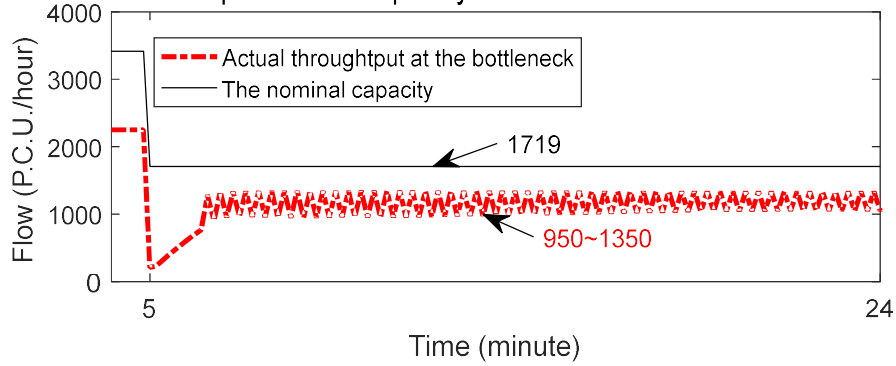 4000
3000
2000
1000
0
Flow (P.C.U./hour)
Actual throughtput at the bottleneck
The nominal capacity
1719
950~1350
5
24
Time (minute)